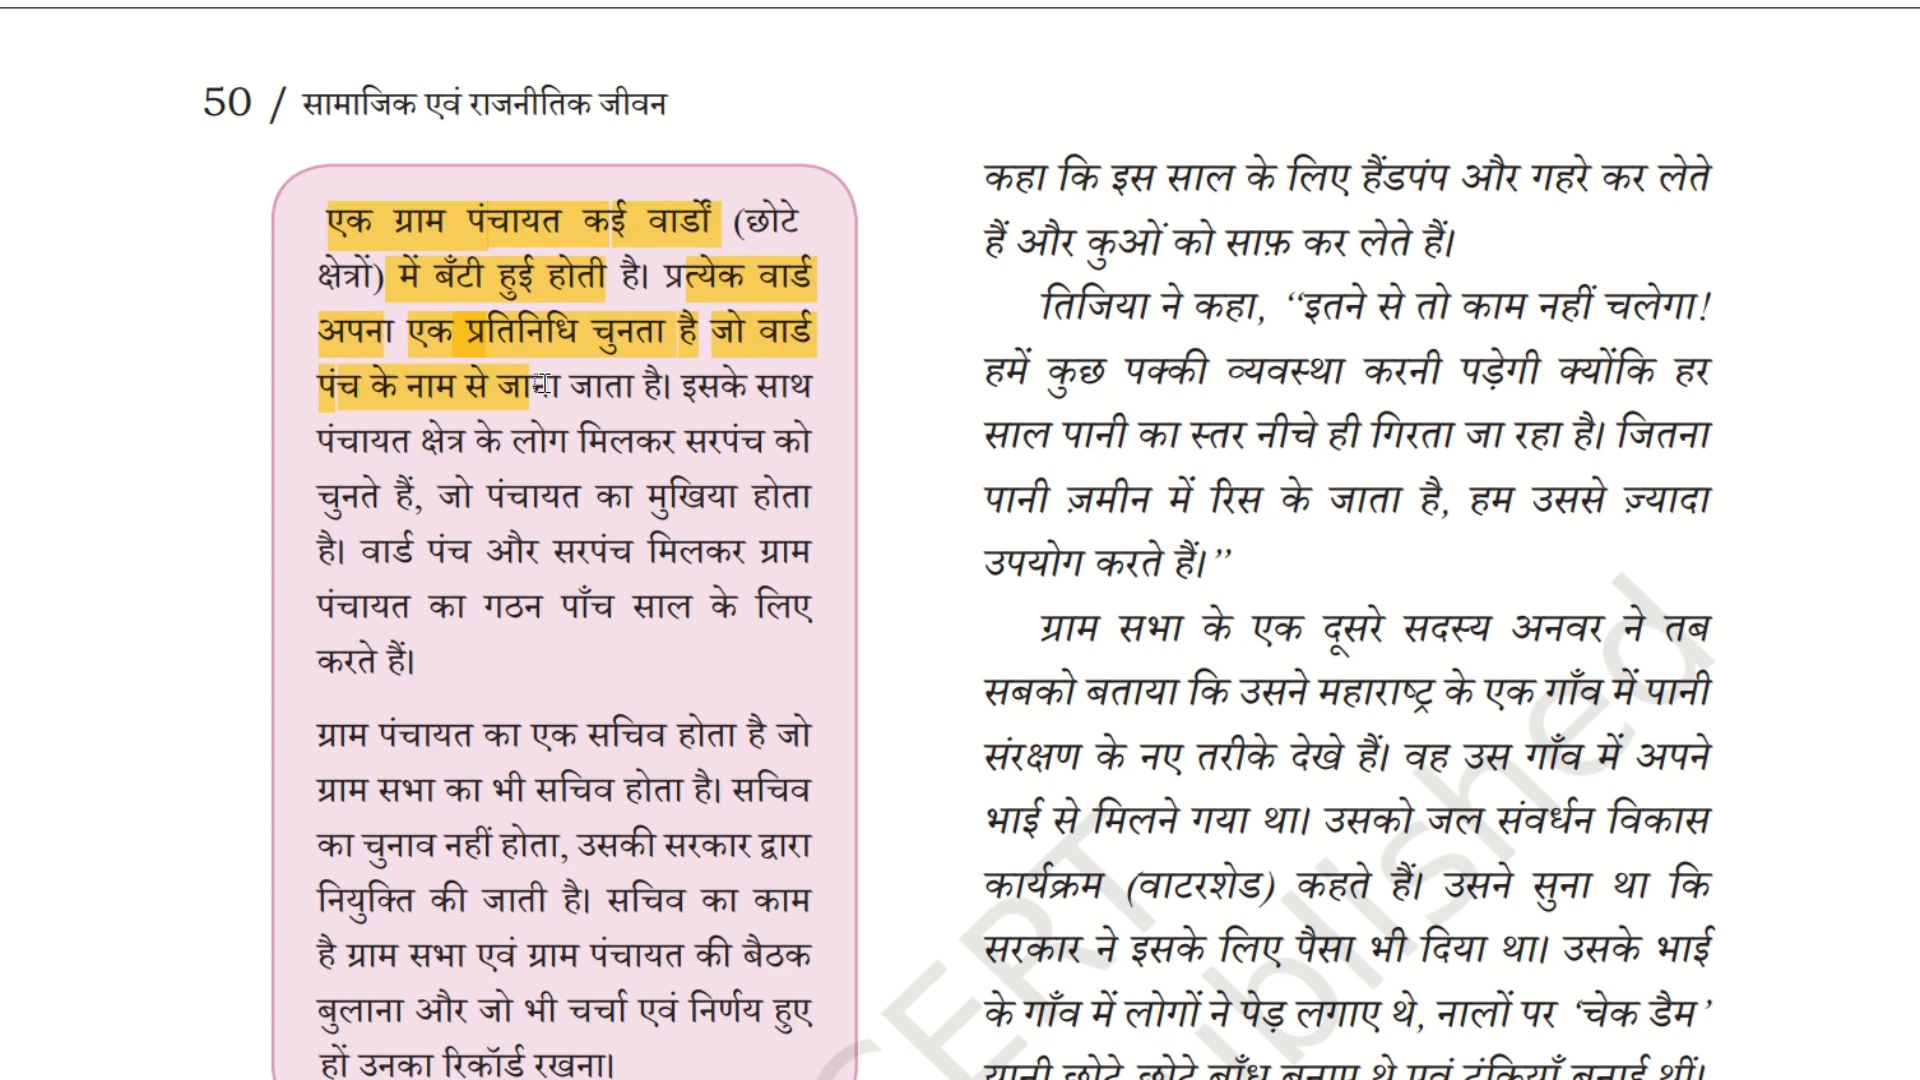 50 / सामाजिक एवं राजनीतिक जीवन
एक ग्राम पंचायत कई वार्डों (छोटे
क्षेत्रों) में बँटी हुई होती है। प्रत्येक वार्ड
अपना एक प्रतिनिधि चुनता है जो वार्ड
पंच के नाम से जाना जाता है। इसके साथ
पंचायत क्षेत्र के लोग मिलकर सरपंच को
चुनते हैं, जो पंचायत का मुखिया होता
है। वार्ड पंच और सरपंच मिलकर ग्राम
पंचायत का गठन पाँच साल के लिए
करते हैं।
ग्राम पंचायत का एक सचिव होता है जो
ग्राम सभा का भी सचिव होता है। सचिव
का चुनाव नहीं होता, उसकी सरकार द्वारा
नियुक्ति की जाती है। सचिव का काम
है ग्राम सभा एवं ग्राम पंचायत की बैठक
बुलाना और जो भी चर्चा एवं निर्णय हुए
हों उनका रिकॉर्ड रखना।
कहा कि इस साल के लिए हैंडपंप और गहरे कर लेते
हैं और कुओं को साफ़ कर लेते हैं।
तिजिया ने कहा, “इतने से तो काम नहीं चलेगा!
हमें कुछ पक्की व्यवस्था करनी पड़ेगी क्योंकि हर
साल पानी का स्तर नीचे ही गिरता जा रहा है। जितना
पानी ज़मीन में रिस के जाता है, हम उससे ज़्यादा
उपयोग करते हैं।”
ग्राम सभा के एक दूसरे सदस्य अनवर ने तब
सबको बताया कि उसने महाराष्ट्र के एक गाँव में पानी
संरक्षण के नए तरीके देखे हैं। वह उस गाँव में अपने
भाई से मिलने गया था। उसको जल संवर्धन विकास
कार्यक्रम (वाटरशेड) कहते हैं। उसने सुना था कि
सरकार ने इसके लिए पैसा भी दिया था। उसके भाई
के गाँव में लोगों ने पेड़ लगाए थे, नालों पर ‘चेक डैम’
यानी छोटे-छोटे बाँध बनाए थे एवं टंकियाँ बनाई थीं।